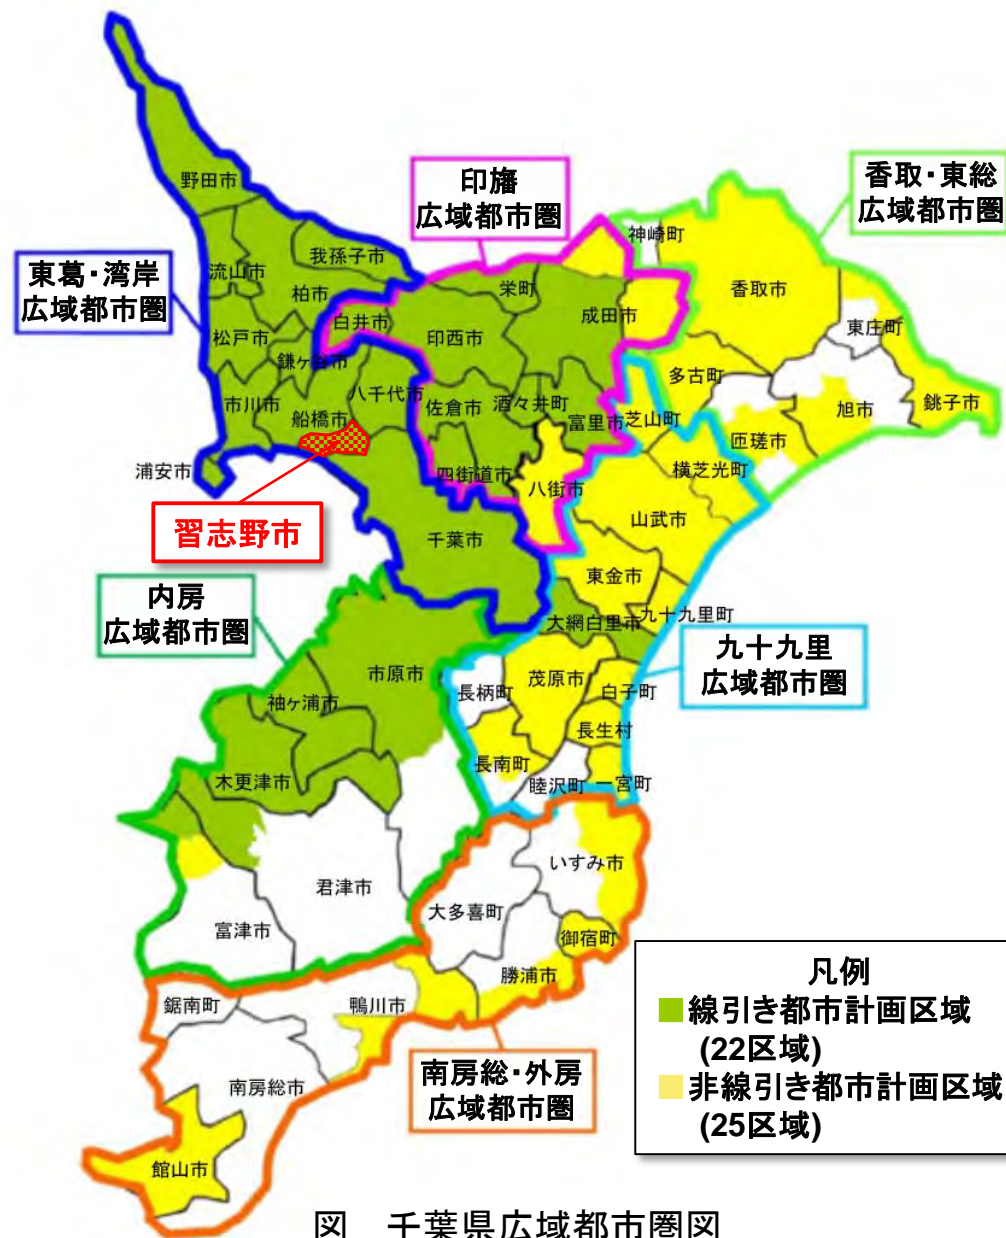 野田市
印旛
広域都市圏
香取・東総
広域都市圏
神崎町
我孫子市
東葛・湾岸
広域都市圏
流山市
柏市
栄町
香取市
成田市
白井市
印西市
東庄町
松戸市
鎌ヶ谷市
多古町
八千代市
市川市
佐倉市
酒々井町
銚子市
船橋市
富里市
芝山町
旭市
匝瑳市
浦安市
四街道市
横芝光町
八街市
習志野市
山武市
千葉市
東金市
内房
広域都市圏
大網白里市
九十九里町
九十九里
広域都市圏
市原市
茂原市
長柄町
白子町
袖ヶ浦市
長生村
長南町
木更津市
睦沢町
一宮町
いすみ市
君津市
大多喜町
富津市
御宿町
勝浦市
凡例
線引き都市計画区域
(22区域)
非線引き都市計画区域
(25区域)
鋸南町
鴨川市
南房総・外房
広域都市圏
南房総市
館山市
図 千葉県広域都市圏図